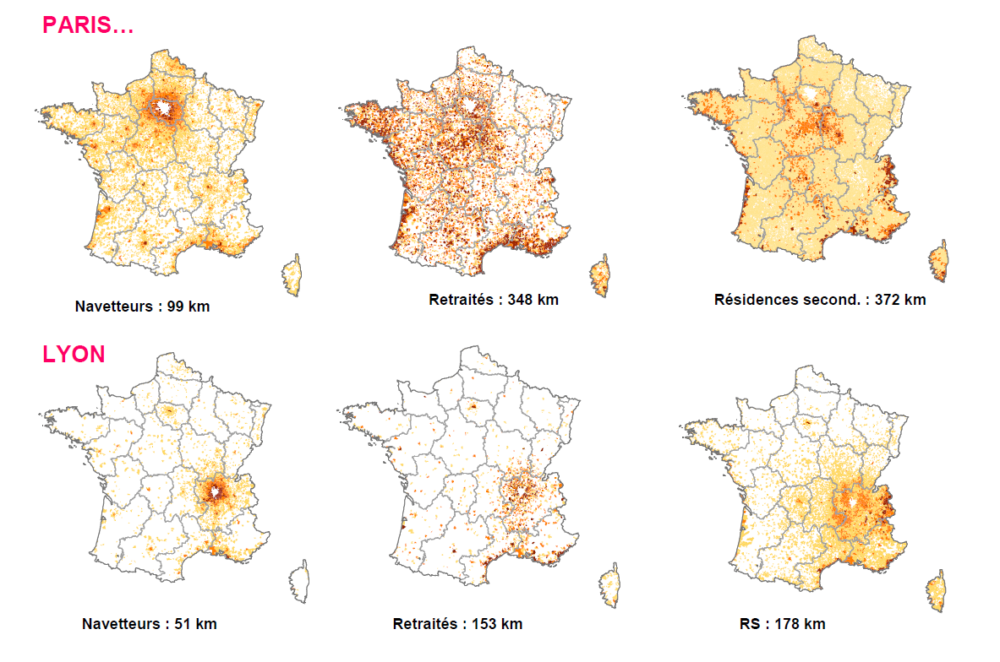 PARIS…
Navetteurs : 99 km
Retraités : 348 km
Résidences second. : 372 km
LYON
Navetteurs : 51 km
Retraités : 153 km
RS : 178 km